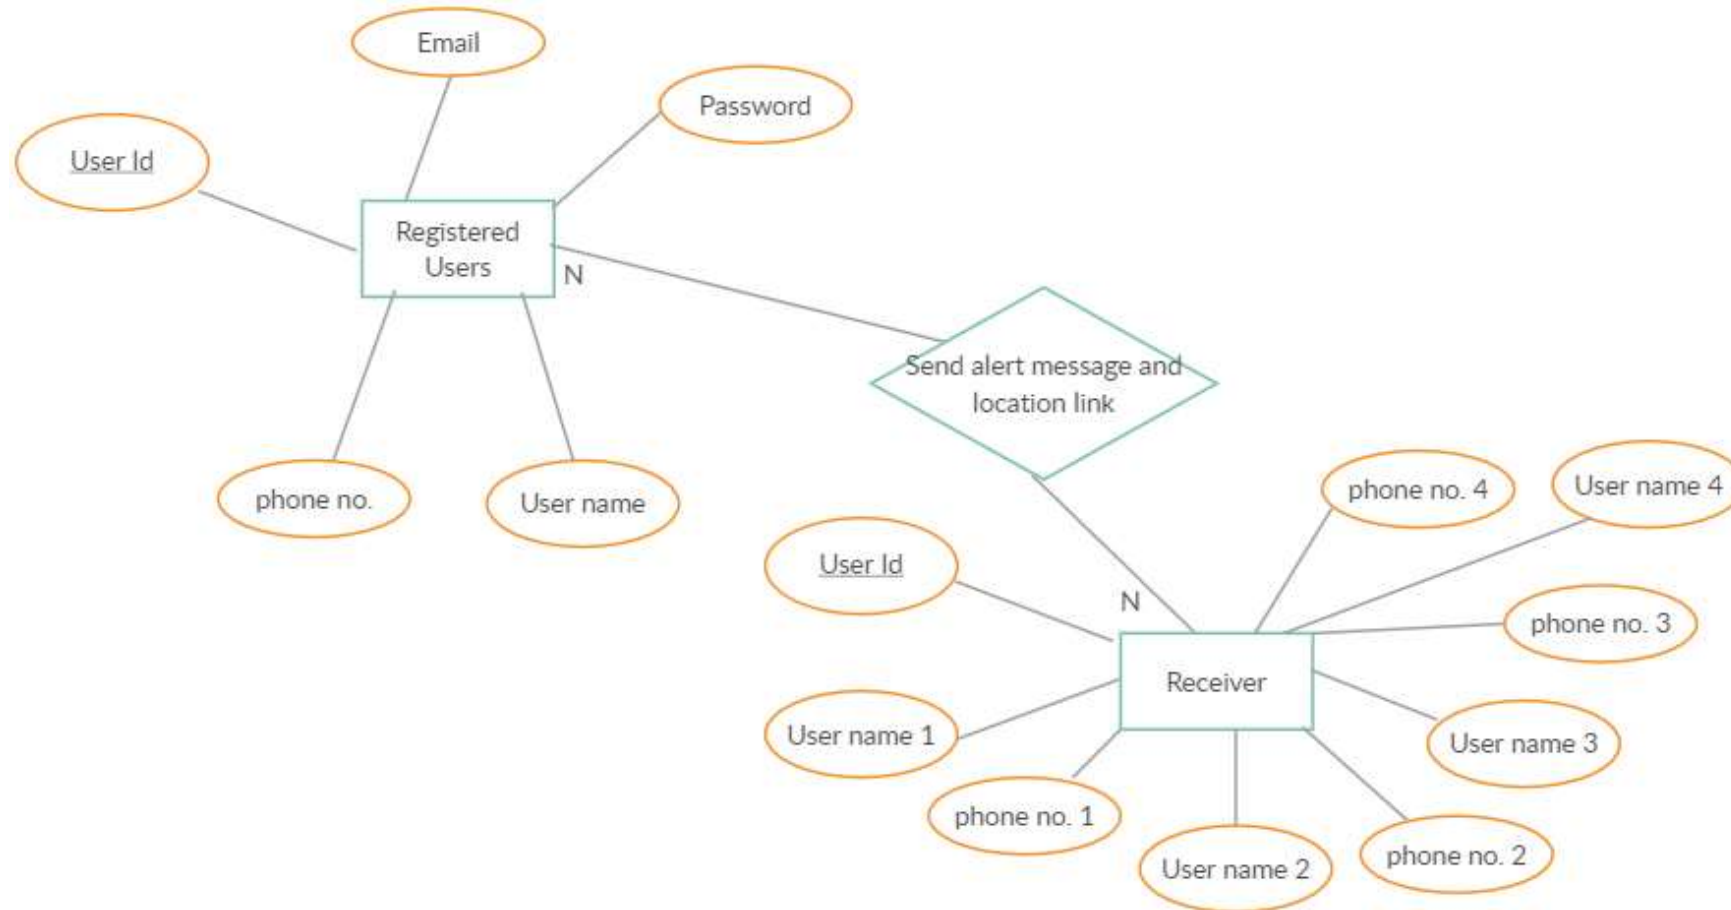 Email
Password
User Id
Registered
Users
N
Send alert message and
location link
phone no.
User name
phone no. 4
User name 4
User Id
N
phone no. 3
Receiver
User name 1
User name 3
phone no. 1
User name 2
phone no. 2